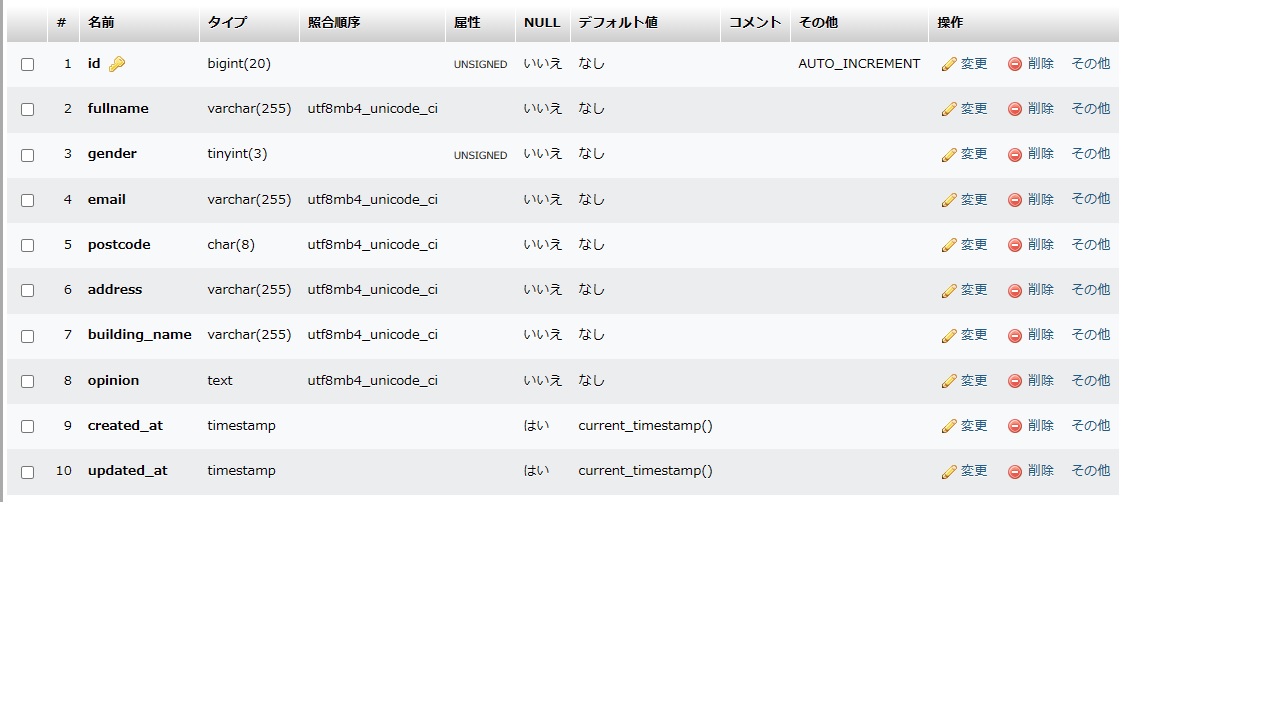 # 名前 タイプ 照合順序 属性 NULL デフォルト値 コメント その他 操作
1 id bigint(20) UNSIGNED いいえ なし AUTO_INCREMENT 変更 削除 その他
2 fullname varchar(255) utf8mb4_unicode_ci いいえ なし 変更 削除 その他
3 gender tinyint(3) UNSIGNED いいえ なし 変更 削除 その他
4 email varchar(255) utf8mb4_unicode_ci いいえ なし 変更 削除 その他
5 postcode char(8) utf8mb4_unicode_ci いいえ なし 変更 削除 その他
6 address varchar(255) utf8mb4_unicode_ci いいえ なし 変更 削除 その他
7 building_name varchar(255) utf8mb4_unicode_ci いいえ なし 変更 削除 その他
8 opinion text utf8mb4_unicode_ci いいえ なし 変更 削除 その他
9 created_at timestamp はい current_timestamp() 変更 削除 その他
10 updated_at timestamp はい current_timestamp() 変更 削除 その他